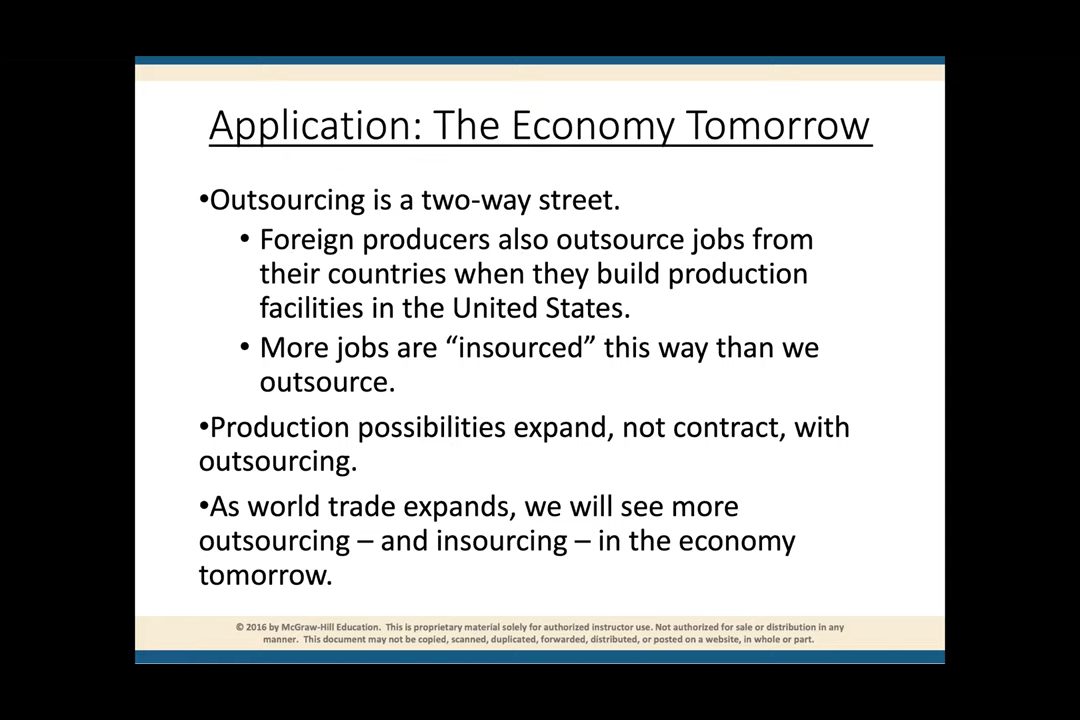 Application: The Economy Tomorrow
•Outsourcing is a two-way street.
• Foreign producers also outsource jobs from
their countries when they build production
facilities in the United States.
• More jobs are “insourced” this way than we
outsource.
•Production possibilities expand, not contract, with
outsourcing.
•As world trade expands, we will see more
outsourcing – and insourcing – in the economy
tomorrow.
© 2016 by McGraw-Hill Education. This is proprietary material solely for authorized instructor use. Not authorized for sale or distribution in any
manner. This document may not be copied, scanned, duplicated, forwarded, distributed, or posted on a website, in whole or part.